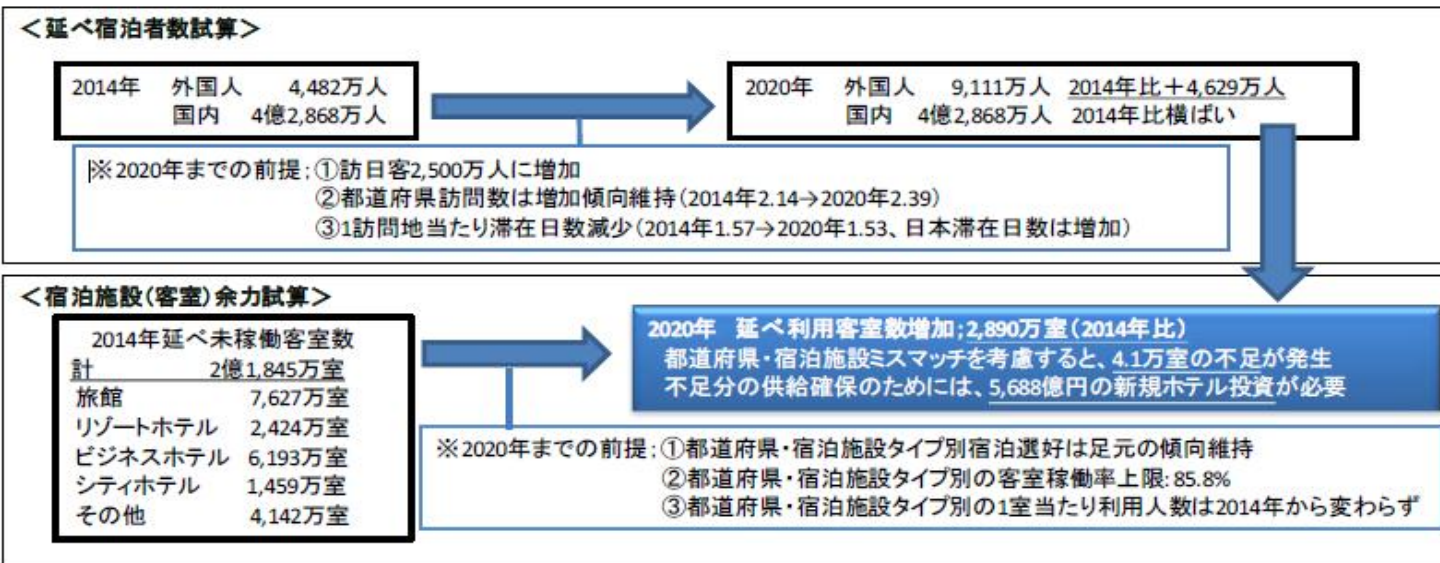 ＜延べ宿泊者数試算＞
2014年　外国人　4,482万人
国内　4億2,868万人
2020年　外国人　9,111万人　2014年比＋4,629万人
国内　4億2,868万人　2014年比横ばい
※2020年までの前提；①訪日客2,500万人に増加
②都道府県訪問数は増加傾向維持（2014年2.14→2020年2.39）
③1訪問地当たり滞在日数減少（2014年1.57→2020年1.53、日本滞在日数は増加）
＜宿泊施設（客室）余力試算＞
2014年延べ未稼働客室数
計　2億1,845万室
旅館　7,627万室
リゾートホテル　2,424万室
ビジネスホテル　6,193万室
シティホテル　1,459万室
その他　4,142万室
2020年　延べ利用客室数増加；2,890万室（2014年比）
都道府県・宿泊施設ミスマッチを考慮すると、4.1万室の不足が発生
不足分の供給確保のためには、5,688億円の新規ホテル投資が必要
※2020年までの前提；①都道府県・宿泊施設タイプ別宿泊選好は足元の傾向維持
②都道府県・宿泊施設タイプ別の客室稼働率上限：85.8%
③都道府県・宿泊施設タイプ別の1室当たり利用人数は2014年から変わらず